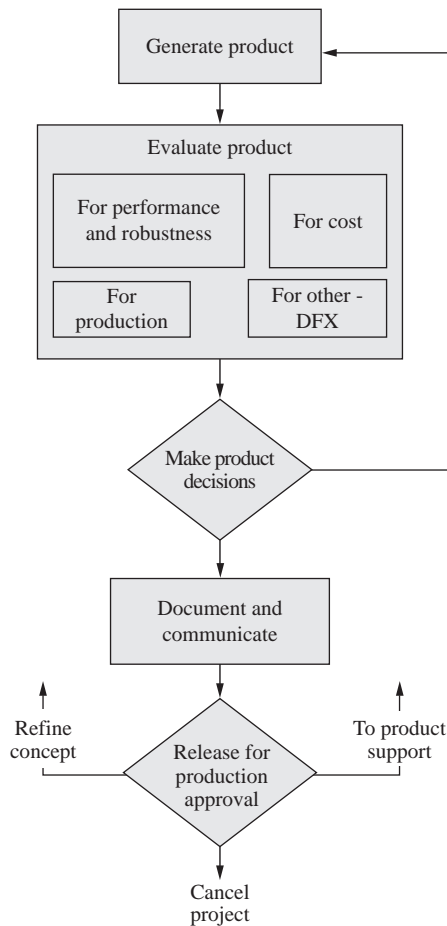 Generate product
Evaluate product
For performance
and robustness
For cost
For
production
For other -
DFX
Make product
decisions
Document and
communicate
Refine
concept
To product
support
Release for
production
approval
Cancel
project